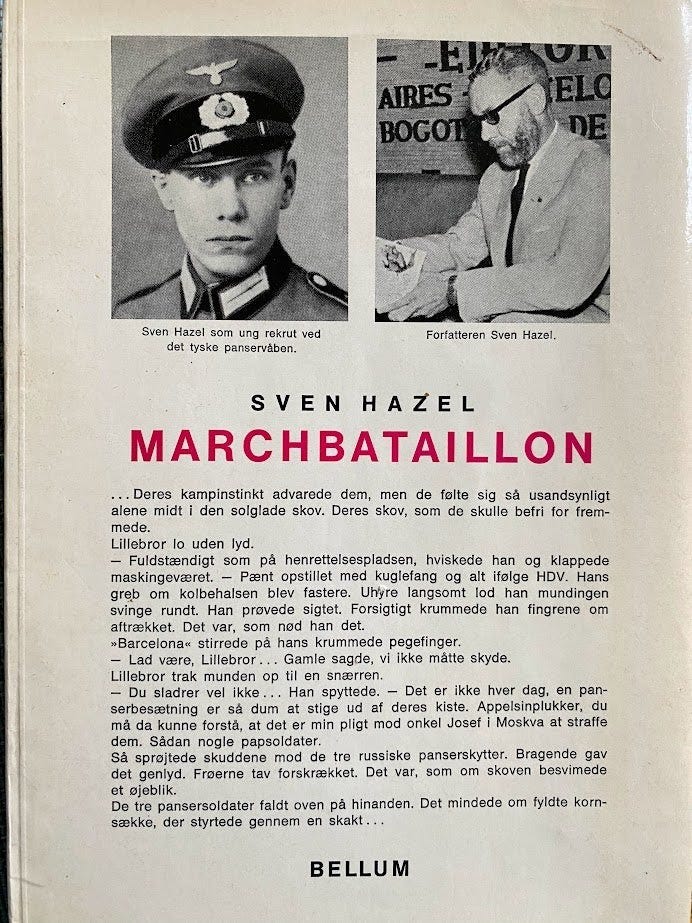 EDITOR
AIRES - CELO
BOGOT DE
Sven Hazel som ung rekrut ved
det tyske panservåben.
Forfatteren Sven Hazel.
SVEN HAZEL
MARCHBATAILLON
...Deres kampinstinkt advarede dem, men de følte sig så usandsynligt
alene midt i den solglade skov. Deres skov, som de skulle befri for frem-
mede.
Lillebror lo uden lyd.
— Fuldstændigt som på henrettelsespladsen, hviskede han og klappede
maskingeværet. — Pænt opstillet med kuglefang og alt ifølge HDV. Hans
greb om kolbehalsen blev fastere. Uhyre langsomt lod han mundingen
svinge rundt. Han prøvede sigtet. Forsigtigt krummede han fingrene om
aftrækket. Det var, som nød han det.
»Barcelona« stirrede på hans krummede pegefinger.
— Lad være, Lillebror... Gamle sagde, vi ikke måtte skyde.
Lillebror trak munden op til en snærren.
— Du sladrer vel ikke... Han spyttede. — Det er ikke hver dag, en pan-
serbesætning er så dum at stige ud af deres kiste. Appelsinplukker, du
må da kunne forstå, at det er min pligt mod onkel Josef i Moskva at straffe
dem. Sådan nogle papsoldater.
Så sprøjtede skuddene mod de tre russiske panserskytter. Bragende gav
det genlyd. Frøerne tav forskrækket. Det var, som om skoven besvimede
et øjeblik.
De tre pansersoldater faldt oven på hinanden. Det mindede om fyldte korn-
sække, der styrtede gennem en skakt...
BELLUM